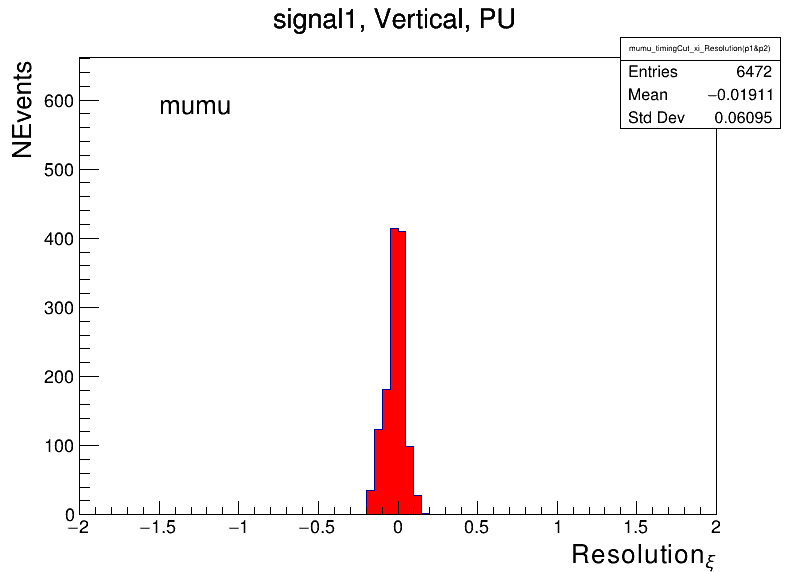 signal1, Vertical, PU
mumu_timingCut_xi_Resolution(p1&p2)
Entries 6472
Mean −0.01911
Std Dev 0.06095
NEvents
mumu
600
500
400
300
200
100
0
−2 −1.5 −1 −0.5 0 0.5 1 1.5 2
Resolutionξ